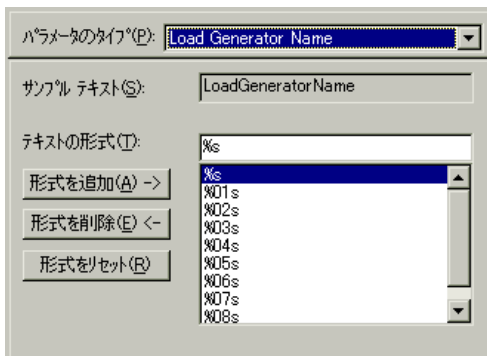 パラメータのタイプ(P): Load Generator Name
サンプル テキスト(S): LoadGeneratorName
テキストの形式(T): %s
形式を追加(A) ->
形式を削除(E) <-
形式をリセット(R)
%s
%01s
%02s
%03s
%04s
%05s
%06s
%07s
%08s